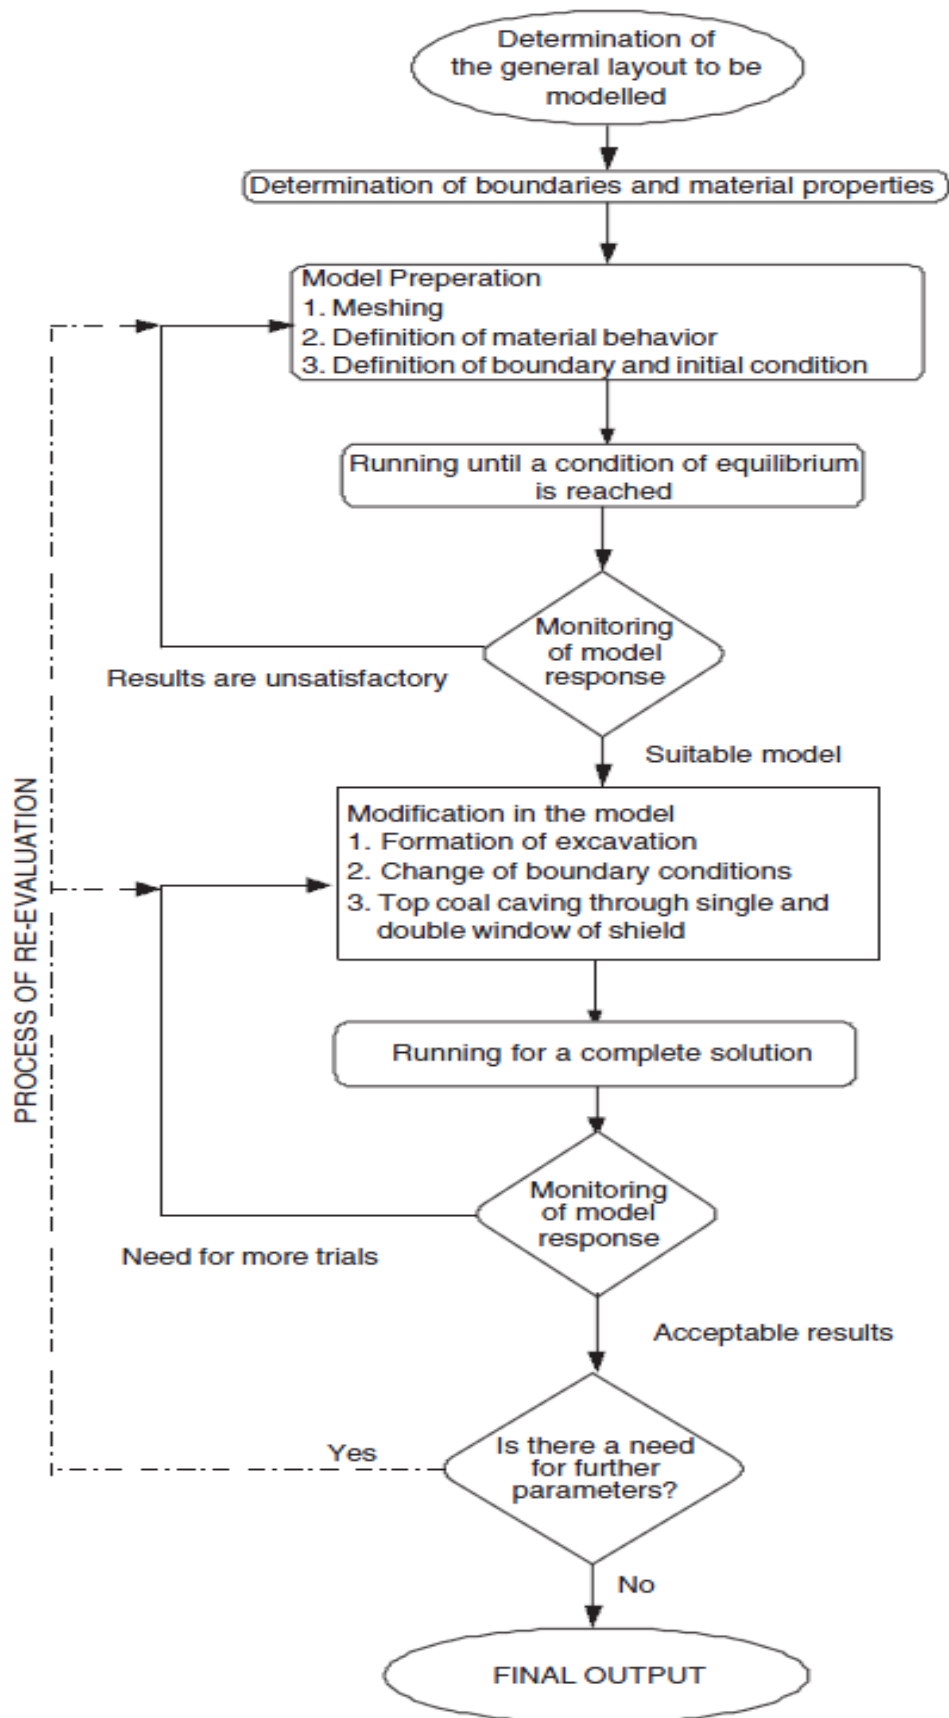 Determination of
the general layout to be
modelled
Determination of boundaries and material properties
Model Preperation
1. Meshing
2. Definition of material behavior
3. Definition of boundary and initial condition
Running until a condition of equilibrium
is reached
Monitoring
of model
response
Results are unsatisfactory
Suitable model
Modification in the model
1. Formation of excavation
2. Change of boundary conditions
3. Top coal caving through single and
double window of shield
PROCESS OF RE-EVALUATION
Running for a complete solution
Monitoring
of model
response
Need for more trials
Acceptable results
Is there a need
for further
parameters?
Yes
No
FINAL OUTPUT